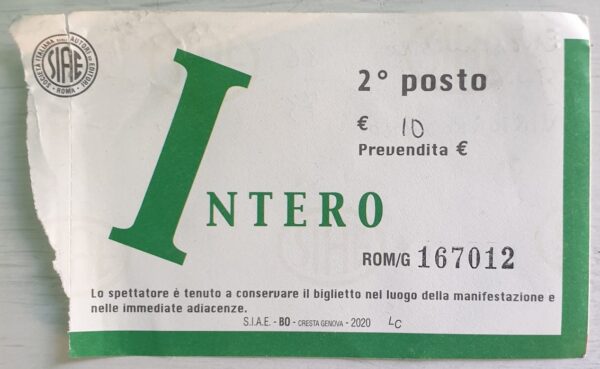 SOCIETÀ ITALIANA DEGLI AUTORI ED EDITORI
SIAE
· ROMA ·
2° posto
€ 10
Prevendita €
INTERO
ROM/G 167012
Lo spettatore è tenuto a conservare il biglietto nel luogo della manifestazione e
nelle immediate adiacenze.
S.I.A.E. - BO - CRESTA GENOVA - 2020 LC